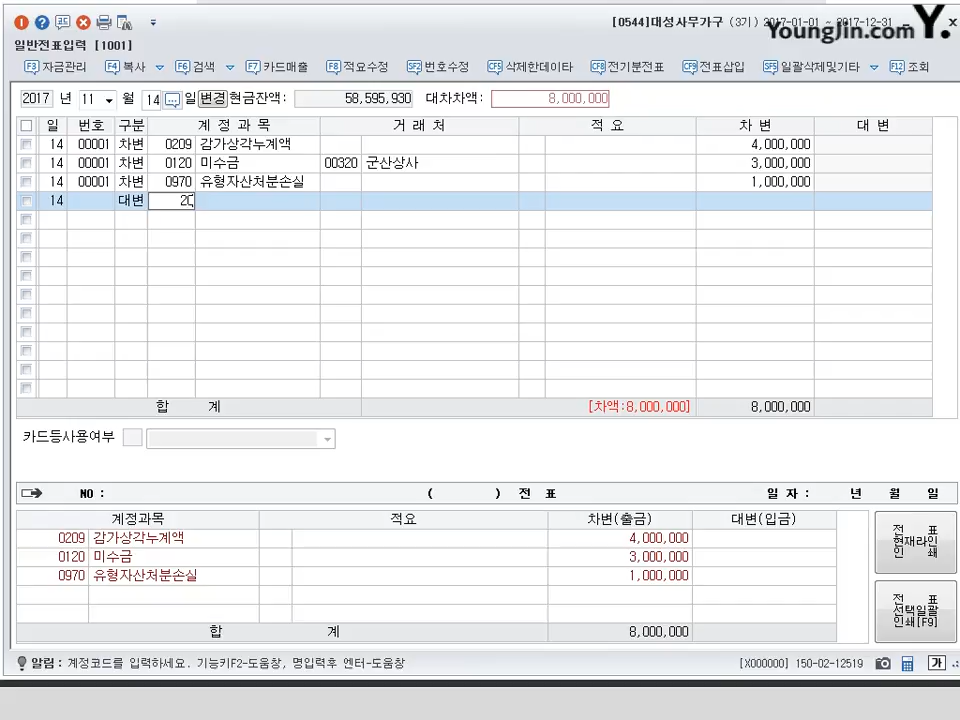 [0544]대성사무가구 (3기) 2017-01-01 ~ 2017-12-31
YoungJin.com Y.
일반전표입력 [1001]
F3 자금관리 F4 복사 F6 검색 F7 카드매출 F8 적요수정 SF2 번호수정 CF5 삭제한데이타 CF8 전기분전표 CF9 전표삽입 SF5 일괄삭제및기타 F12 조회
2017 년 11 월 14 일 변경 현금잔액: 58,595,930 대차차액: 8,000,000
일 번호 구분 계 정 과 목 거 래 처 적 요 차 변 대 변
14 00001 차변 0209 감가상각누계액 4,000,000
14 00001 차변 0120 미수금 00320 군산상사 3,000,000
14 00001 차변 0970 유형자산처분손실 1,000,000
14 대변
합 계 [차액:8,000,000] 8,000,000
카드등사용여부
NO : ( ) 전 표 일 자 : 년 월 일
계정과목 적요 차변(출금) 대변(입금)
0209 감가상각누계액 4,000,000
0120 미수금 3,000,000
0970 유형자산처분손실 1,000,000
합 계 8,000,000
전 표
현재라인
인 쇄
전 표
선택일괄
인쇄[F9]
알림 : 계정코드를 입력하세요. 기능키F2-도움창, 명입력후 엔터-도움창
[X000000] 150-02-12519 가